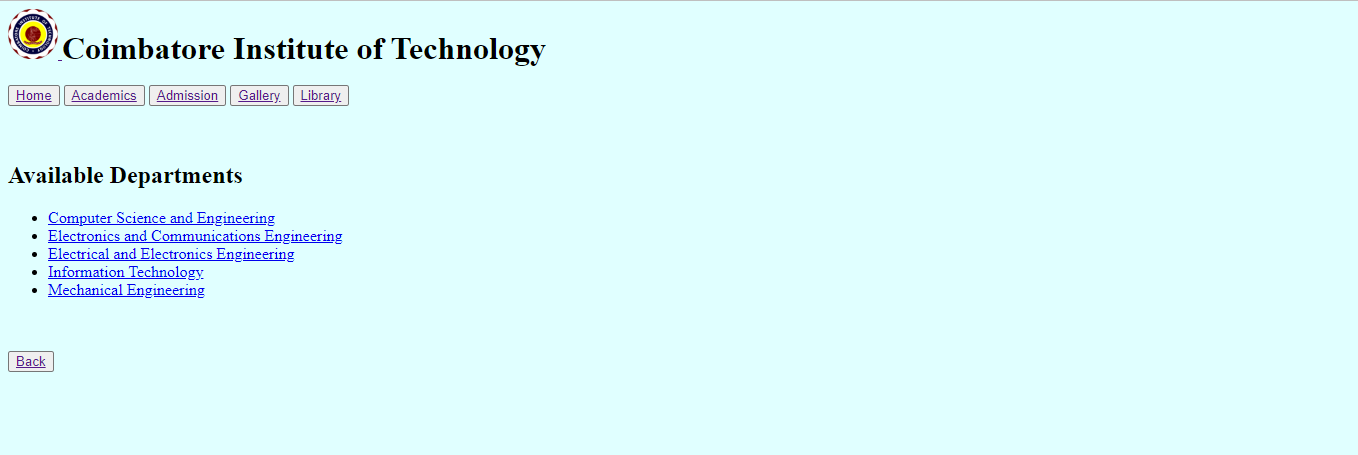 Coimbatore Institute of Technology
Home Academics Admission Gallery Library
Available Departments
Computer Science and Engineering
Electronics and Communications Engineering
Electrical and Electronics Engineering
Information Technology
Mechanical Engineering
Back